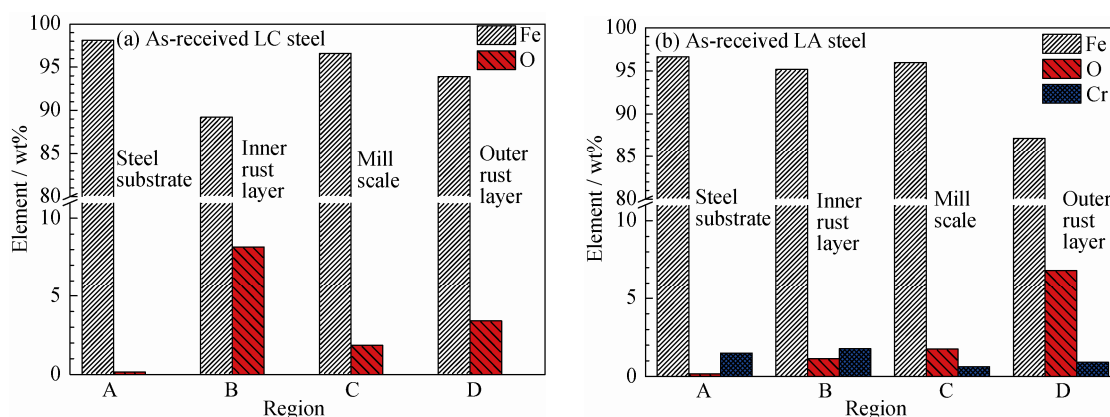 (a) As-received LC steel
Fe
O
Element / wt%
100
95
90
85
80
10
5
0
Steel
substrate
Inner
rust
layer
Mill
scale
Outer
rust
layer
A
B
C
D
Region
(b) As-received LA steel
Fe
O
Cr
Element / wt%
100
95
90
85
80
10
5
0
Steel
substrate
Inner
rust
layer
Mill
scale
Outer
rust
layer
A
B
C
D
Region